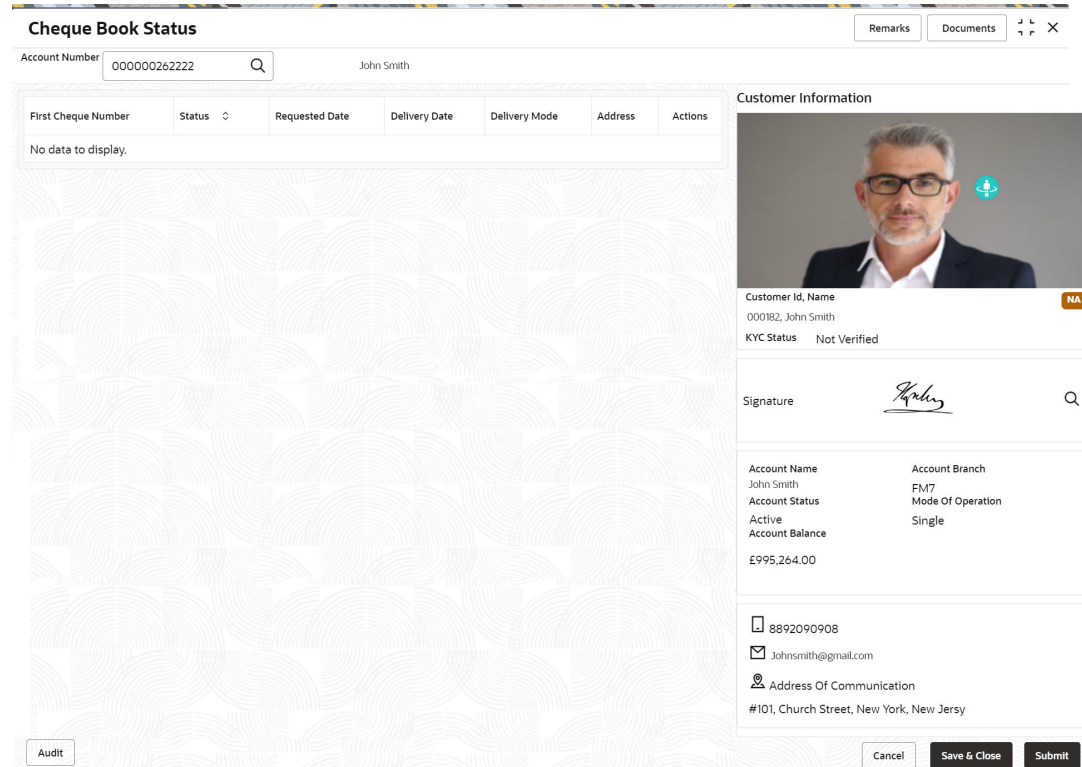 Cheque Book Status
Remarks Documents
Account Number 000000262222 John Smith
First Cheque Number Status Requested Date Delivery Date Delivery Mode Address Actions
No data to display.
Customer Information
Customer Id, Name NA
000182, John Smith
KYC Status Not Verified
Signature
Account Name Account Branch
John Smith FM7
Account Status Mode Of Operation
Active Single
Account Balance
£995,264.00
8892090908
Johnsmith@gmail.com
Address Of Communication
#101, Church Street, New York, New Jersy
Audit Cancel Save & Close Submit